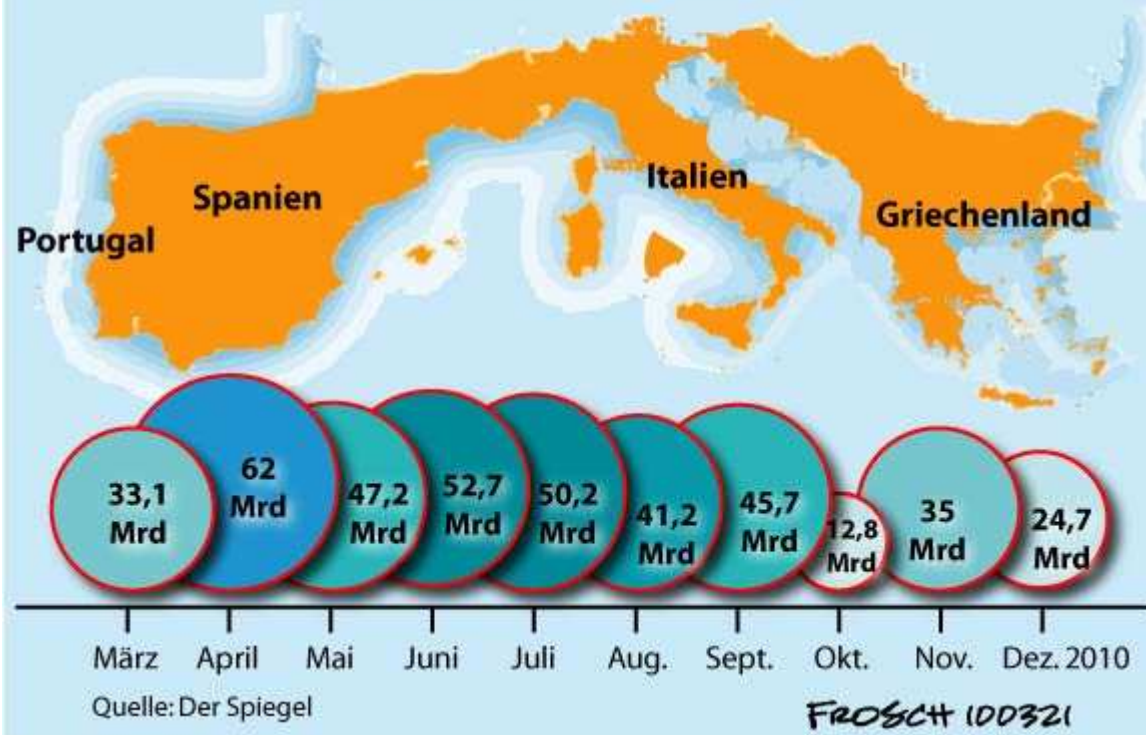 Spanien
Italien
Portugal
Griechenland
33,1
Mrd
62
Mrd
47,2
Mrd
52,7
Mrd
50,2
Mrd
41,2
Mrd
45,7
Mrd
12,8
Mrd
35
Mrd
24,7
Mrd
März April Mai Juni Juli Aug. Sept. Okt. Nov. Dez. 2010
Quelle: Der Spiegel
FROSCH 100321